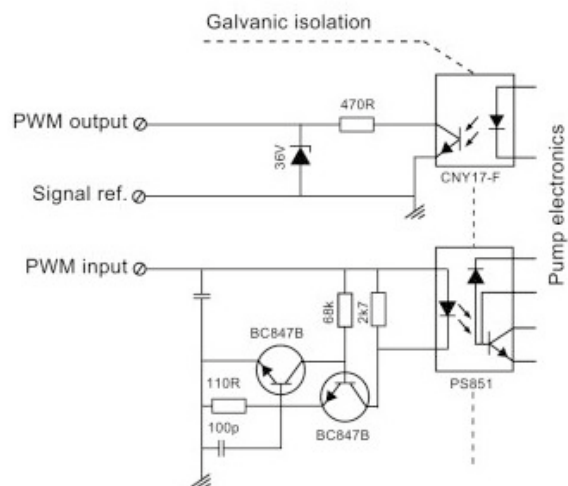 Galvanic isolation
470R
PWM output
36V
CNY17-F
Signal ref.
Pump electronics
PWM input
68k
2k7
BC847B
110R
PS851
100p
BC847B